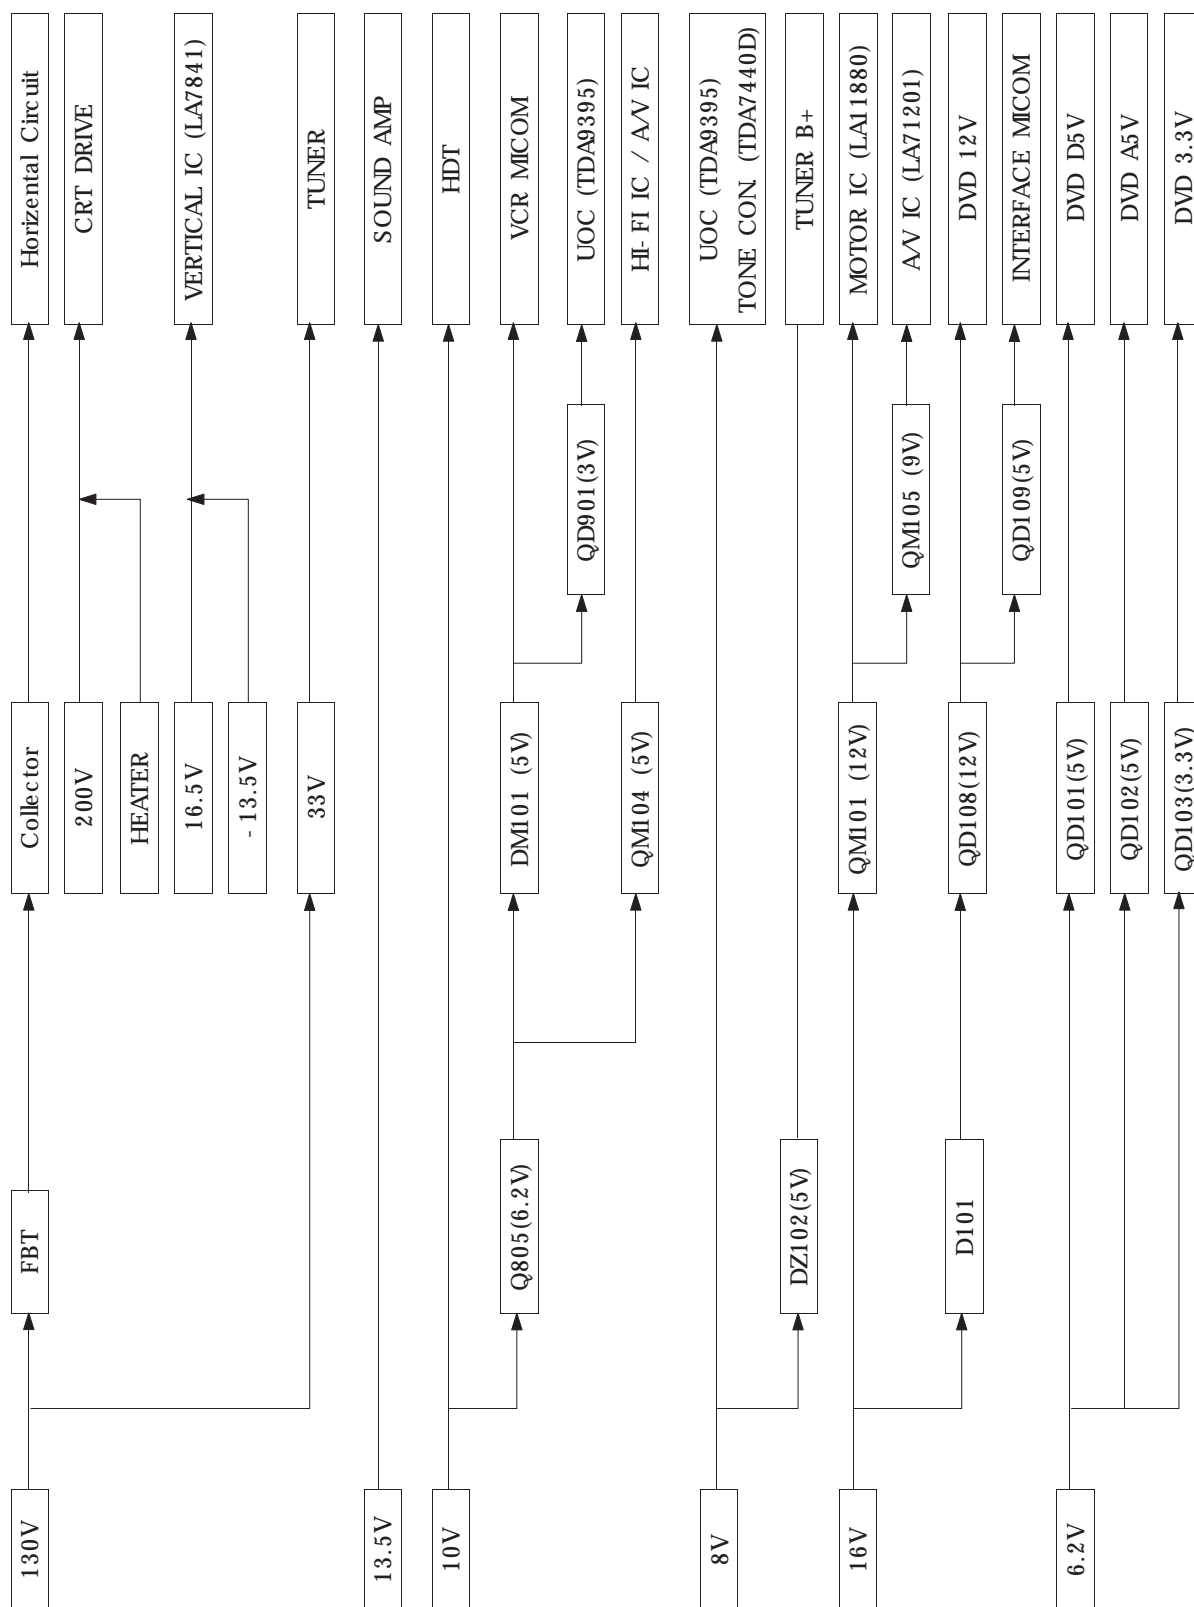 130V
FBT
Collector
Horizental Circuit
200V
CRT DRIVE
HEATER
16.5V
VERTICAL IC (LA7841)
- 13.5V
33V
TUNER
13.5V
SOUND AMP
10V
HDT
Q805(6.2V)
DM101 (5V)
VCR MICOM
QD901(3V)
UOC (TDA9395)
QM104 (5V)
HI- FI IC / A/V IC
8V
UOC (TDA9395)
TONE CON. (TDA7440D)
DZ102(5V)
TUNER B+
16V
QM101 (12V)
MOTOR IC (LA11880)
QM105 (9V)
A/V IC (LA71201)
D101
QD108(12V)
DVD 12V
QD109(5V)
INTERFACE MICOM
6.2V
QD101(5V)
DVD D5V
QD102(5V)
DVD A5V
QD103(3.3V)
DVD 3.3V